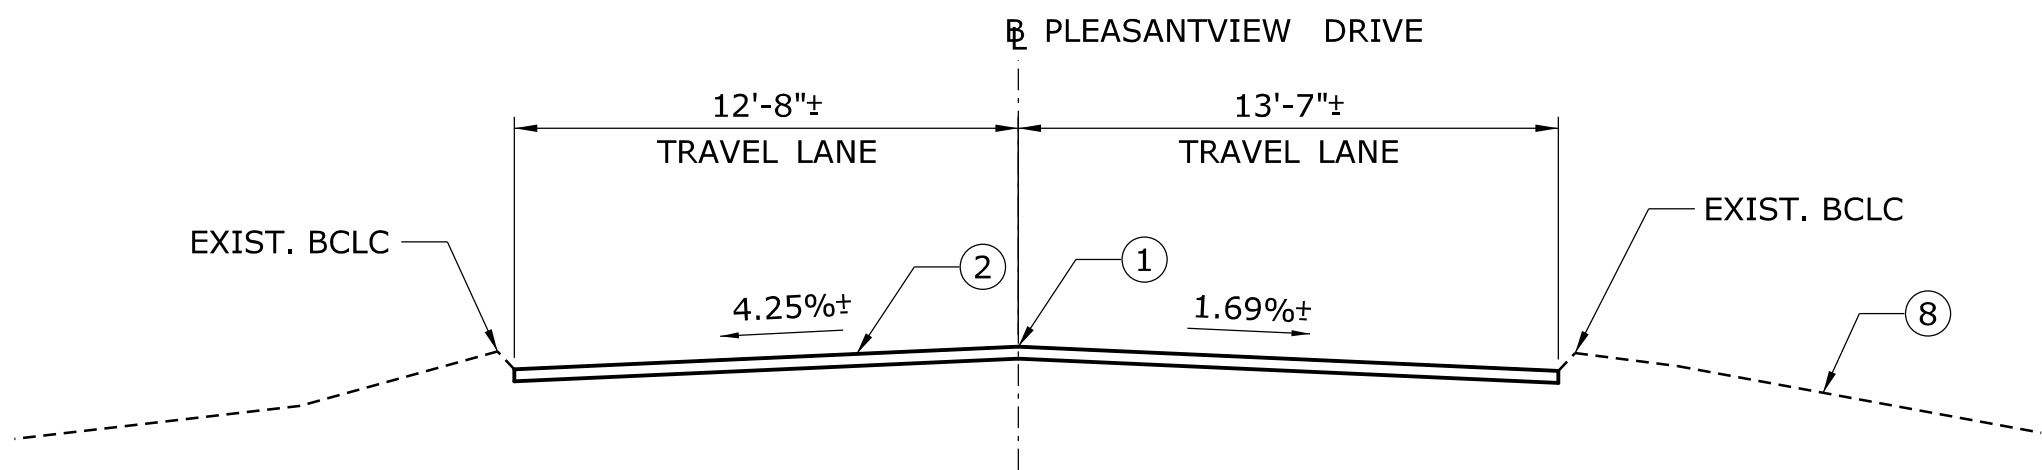 ℄ PLEASANTVIEW DRIVE
12'-8"±
13'-7"±
TRAVEL LANE
TRAVEL LANE
EXIST. BCLC
EXIST. BCLC
2
1
4.25%±
1.69%±
8